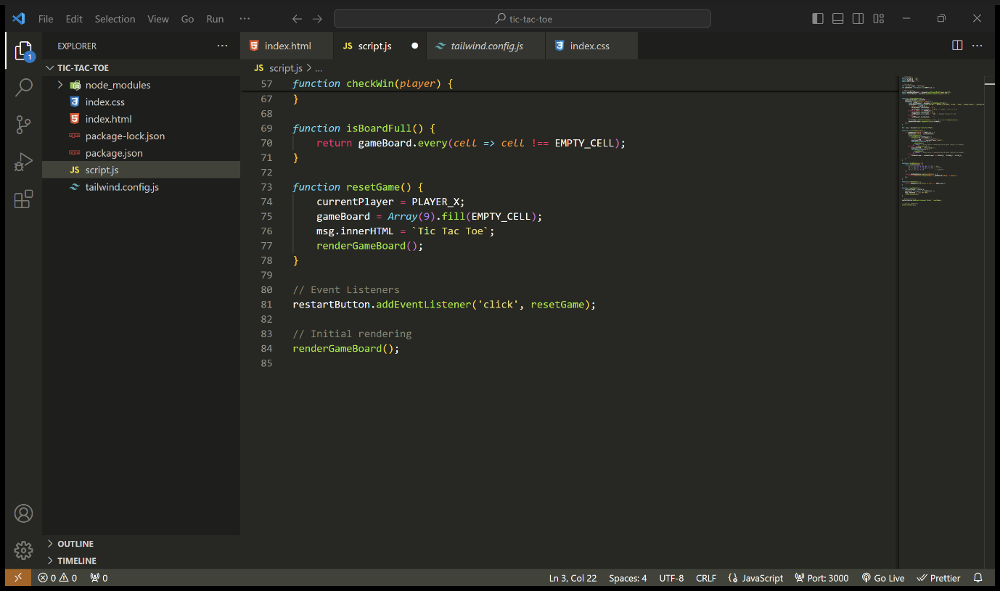 File Edit Selection View Go Run ··· tic-tac-toe
EXPLORER ···
TIC-TAC-TOE
node_modules
index.css
index.html
package-lock.json
package.json
JS script.js
tailwind.config.js
OUTLINE
TIMELINE
1
index.html JS script.js tailwind.config.js index.css ···
JS script.js > ...
57 function checkWin(player) {
67 }
68
69 function isBoardFull() {
70     return gameBoard.every(cell => cell !== EMPTY_CELL);
71 }
72
73 function resetGame() {
74     currentPlayer = PLAYER_X;
75     gameBoard = Array(9).fill(EMPTY_CELL);
76     msg.innerHTML = `Tic Tac Toe`;
77     renderGameBoard();
78 }
79
80 // Event Listeners
81 restartButton.addEventListener('click', resetGame);
82
83 // Initial rendering
84 renderGameBoard();
85
0 0 0 Ln 3, Col 22 Spaces: 4 UTF-8 CRLF JavaScript Port: 3000 Go Live Prettier